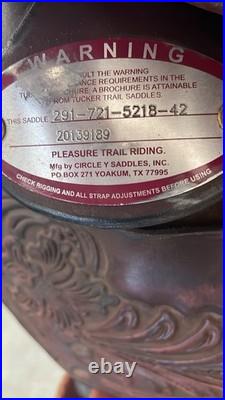 WARNING
ULT THE WARNING
ANCE REQUIREMENTS IN THE
TUC BROCHURE. A BROCHURE IS ATTAINABLE
FROM TUCKER TRAIL SADDLES.
THIS SADDLE 291-721-5218-42
20139189
PLEASURE TRAIL RIDING.
Mfg by CIRCLE Y SADDLES, INC.
PO BOX 271 YOAKUM, TX 77995
CHECK RIGGING AND ALL STRAP ADJUSTMENTS BEFORE USING